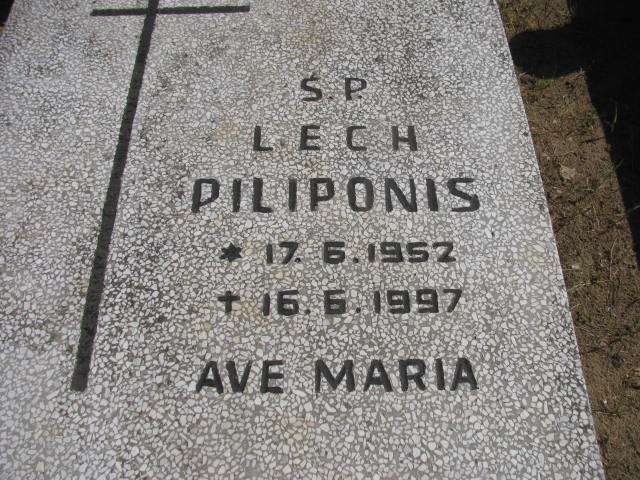 Ś.P.
LECH
PILIPONIS
* 17.6.1952
✝ 16.6.1997
AVE MARIA